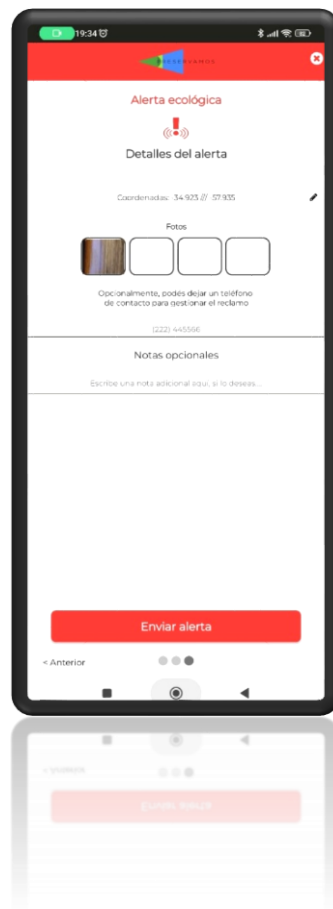 19:34
PRESERVAMOS
Alerta ecológica
Detalles del alerta
Coordenadas: 34.923 /// 57.935
Fotos
Opcionalmente, podés dejar un teléfono
de contacto para gestionar el reclamo
(222) 445566
Notas opcionales
Escribe una nota adicional aquí, si lo deseas...
Enviar alerta
< Anterior